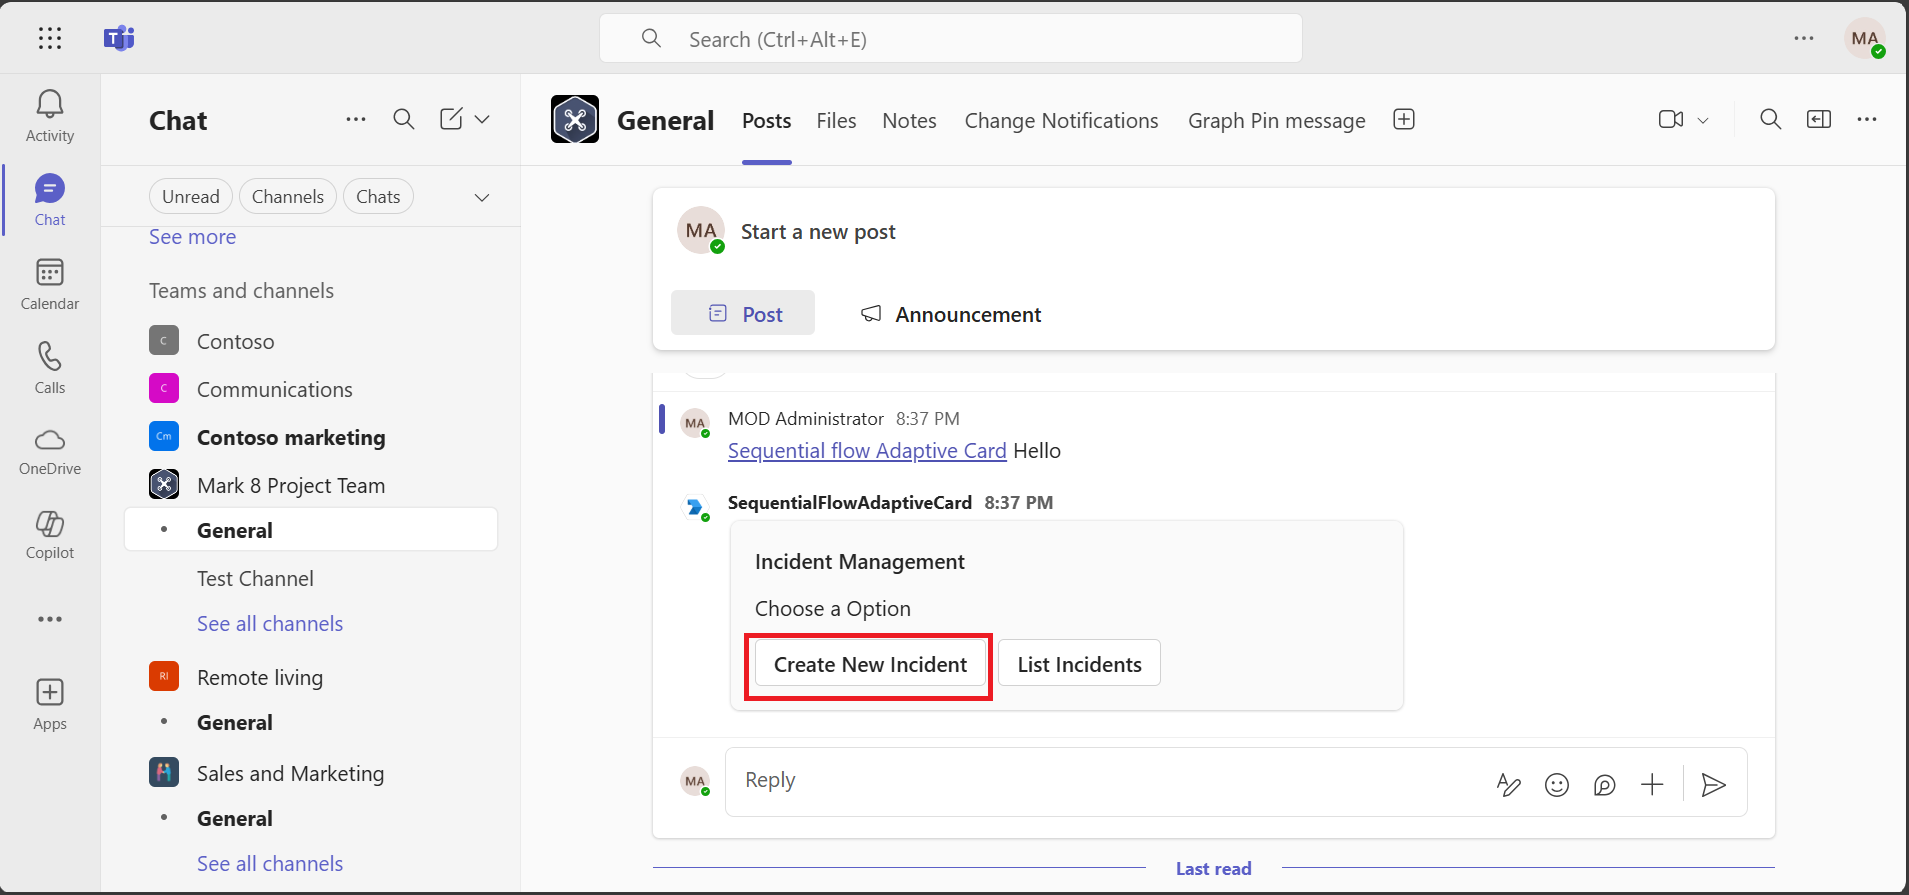 Search (Ctrl+Alt+E)
MA
Activity
Chat
Calendar
Calls
OneDrive
Copilot
Apps
Chat
Unread Channels Chats
See more
Teams and channels
C Contoso
C Communications
Cm Contoso marketing
Mark 8 Project Team
• General
Test Channel
See all channels
RI Remote living
• General
Sales and Marketing
• General
See all channels
General Posts Files Notes Change Notifications Graph Pin message
MA Start a new post
Post Announcement
MA MOD Administrator 8:37 PM
Sequential flow Adaptive Card Hello
SequentialFlowAdaptiveCard 8:37 PM
Incident Management
Choose a Option
Create New Incident List Incidents
MA Reply
Last read